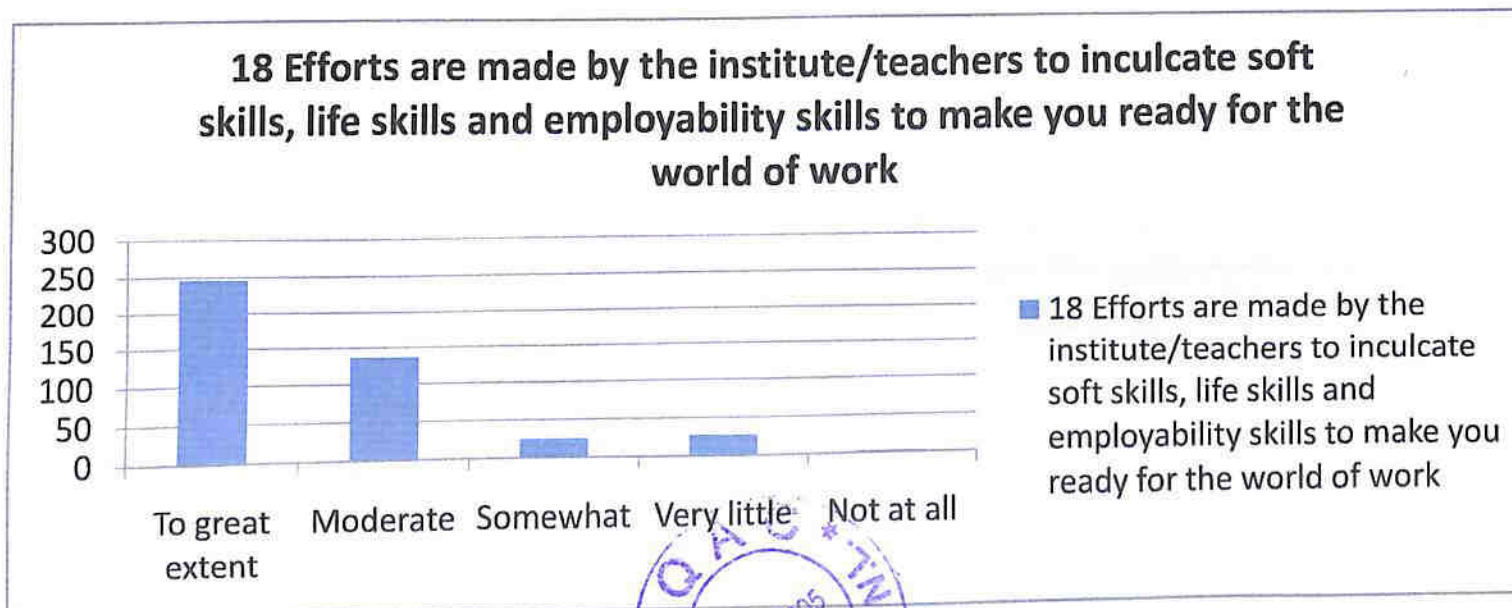 18 Efforts are made by the institute/teachers to inculcate soft
skills, life skills and employability skills to make you ready for the
world of work
300
250
200
150
100
50
0
To great
extent
Moderate
Somewhat
Very little
Not at all
18 Efforts are made by the
institute/teachers to inculcate
soft skills, life skills and
employability skills to make you
ready for the world of work
QAC *